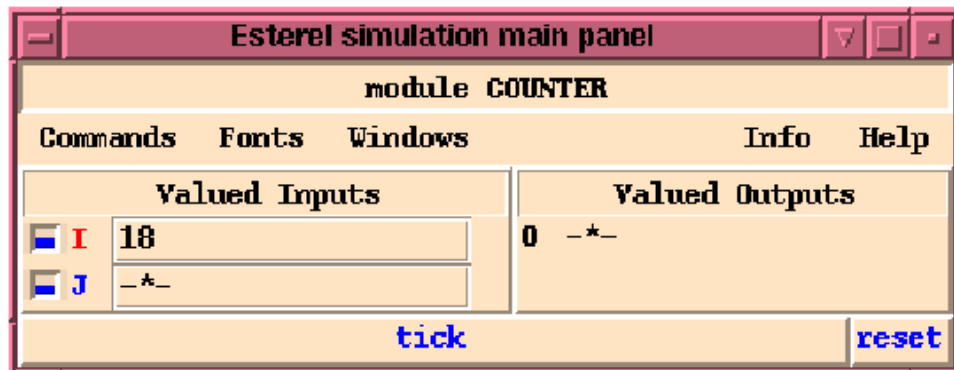 Esterel simulation main panel
module COUNTER
Commands Fonts Windows Info Help
Valued Inputs Valued Outputs
I 18 O -*-
J -*-
tick reset